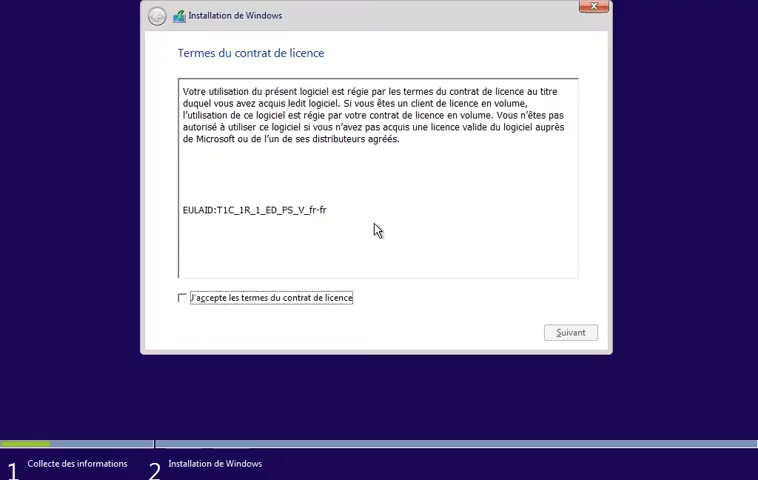 Installation de Windows
Termes du contrat de licence
Votre utilisation du présent logiciel est régie par les termes du contrat de licence au titre
duquel vous avez acquis ledit logiciel. Si vous êtes un client de licence en volume,
l'utilisation de ce logiciel est régie par votre contrat de licence en volume. Vous n'êtes pas
autorisé à utiliser ce logiciel si vous n'avez pas acquis une licence valide du logiciel auprès
de Microsoft ou de l'un de ses distributeurs agréés.
EULAID:T1C_1R_1_ED_PS_V_fr-fr
J'accepte les termes du contrat de licence
Suivant
1 Collecte des informations
2 Installation de Windows